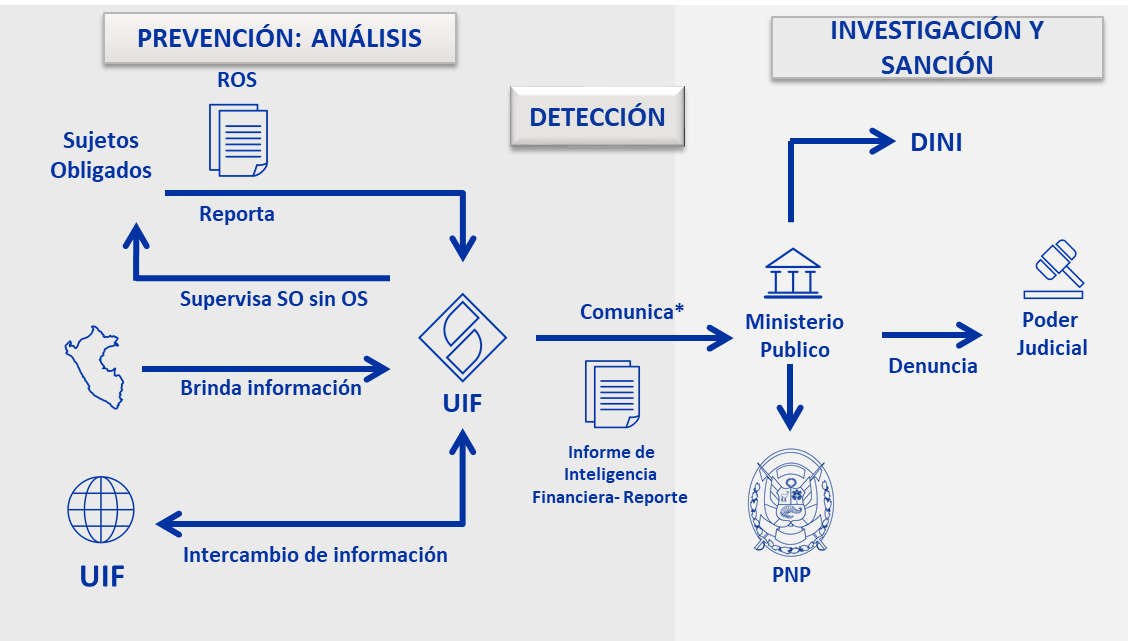 PREVENCIÓN: ANÁLISIS
INVESTIGACIÓN Y
SANCIÓN
ROS
DETECCIÓN
Sujetos
Obligados
DINI
Reporta
Supervisa SO sin OS
Comunica*
Ministerio
Publico
Poder
Judicial
Denuncia
Brinda información
UIF
Informe de
Inteligencia
Financiera- Reporte
Intercambio de información
UIF
PNP